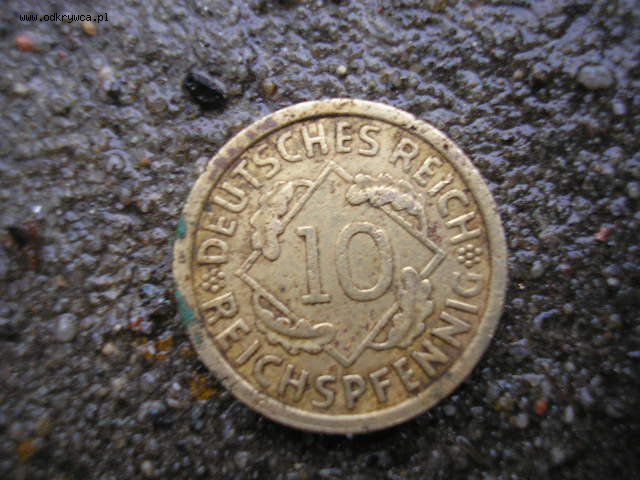 www.odkrywca.pl
DEUTSCHES REICH
10
REICHSPFENNIG